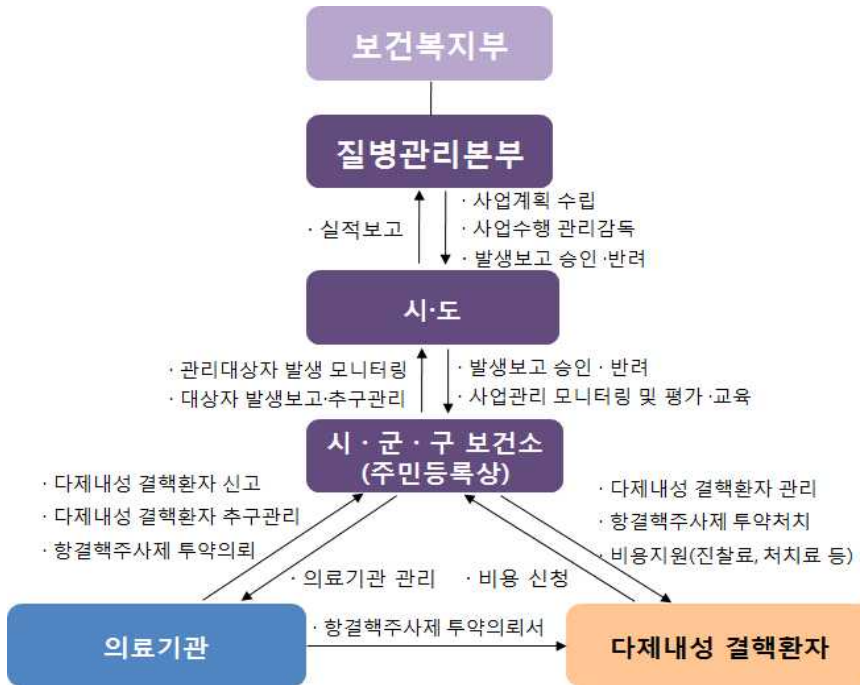 보건복지부
질병관리본부
· 실적보고
· 사업계획 수립
· 사업수행 관리감독
· 발생보고 승인 ·반려
시·도
· 관리대상자 발생 모니터링
· 대상자 발생보고·추구관리
· 발생보고 승인 · 반려
· 사업관리 모니터링 및 평가 ·교육
시 · 군 · 구 보건소
(주민등록상)
· 다제내성 결핵환자 신고
· 다제내성 결핵환자 추구관리
· 항결핵주사제 투약의뢰
· 다제내성 결핵환자 관리
· 항결핵주사제 투약처치
· 비용지원(진찰료, 처치료 등)
· 의료기관 관리
· 비용 신청
의료기관
· 항결핵주사제 투약의뢰서
다제내성 결핵환자